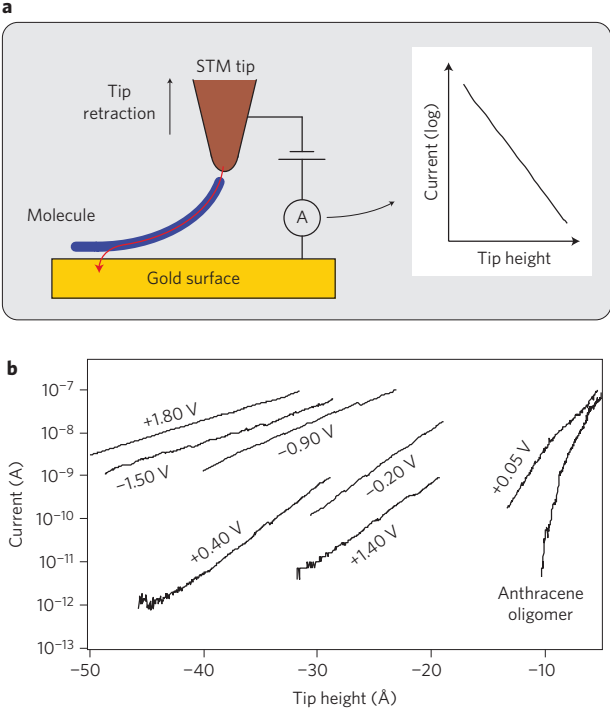 a
STM tip
Tip
retraction
Molecule
A
Gold surface
Current (log)
Tip height
b
10⁻⁷
10⁻⁸
10⁻⁹
10⁻¹⁰
10⁻¹¹
10⁻¹²
10⁻¹³
Current (A)
+1.80 V
−1.50 V
−0.90 V
+0.40 V
−0.20 V
+1.40 V
+0.05 V
Anthracene
oligomer
−50
−40
−30
−20
−10
Tip height (Å)